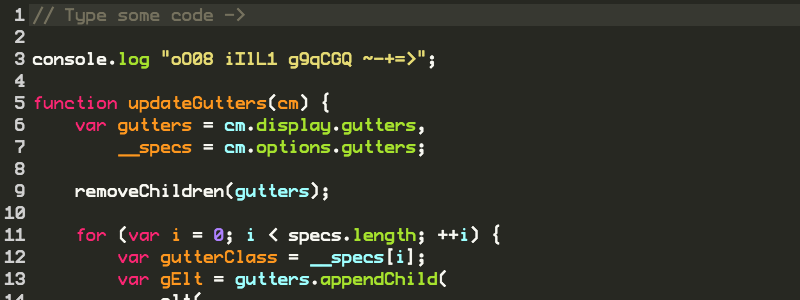 1 // Type some code ->
2
3 console.log "oO08 iIlL1 g9qCGQ ~-+=>";
4
5 function updateGutters(cm) {
6     var gutters = cm.display.gutters,
7         __specs = cm.options.gutters;
8
9     removeChildren(gutters);
10
11     for (var i = 0; i < specs.length; ++i) {
12         var gutterClass = __specs[i];
13         var gElt = gutters.appendChild(
14             elt(